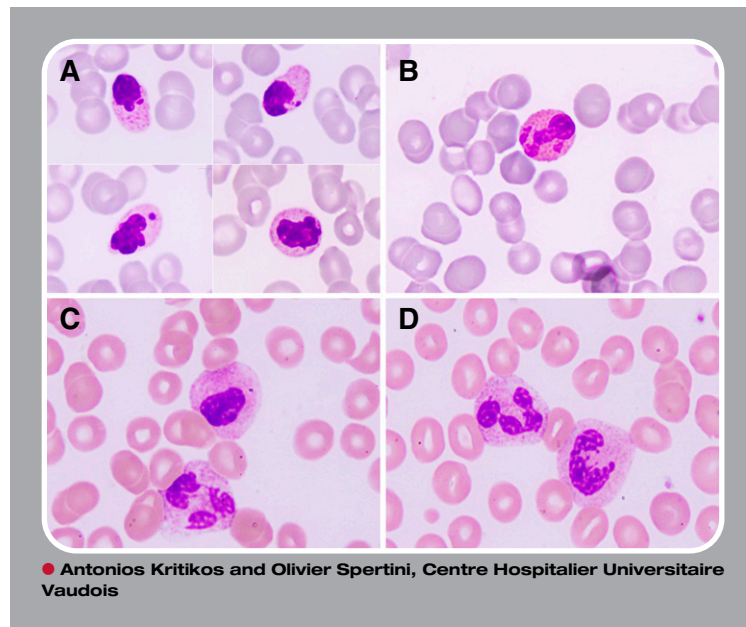 A
B
C
D
● Antonios Kritikos and Olivier Spertini, Centre Hospitalier Universitaire
Vaudois